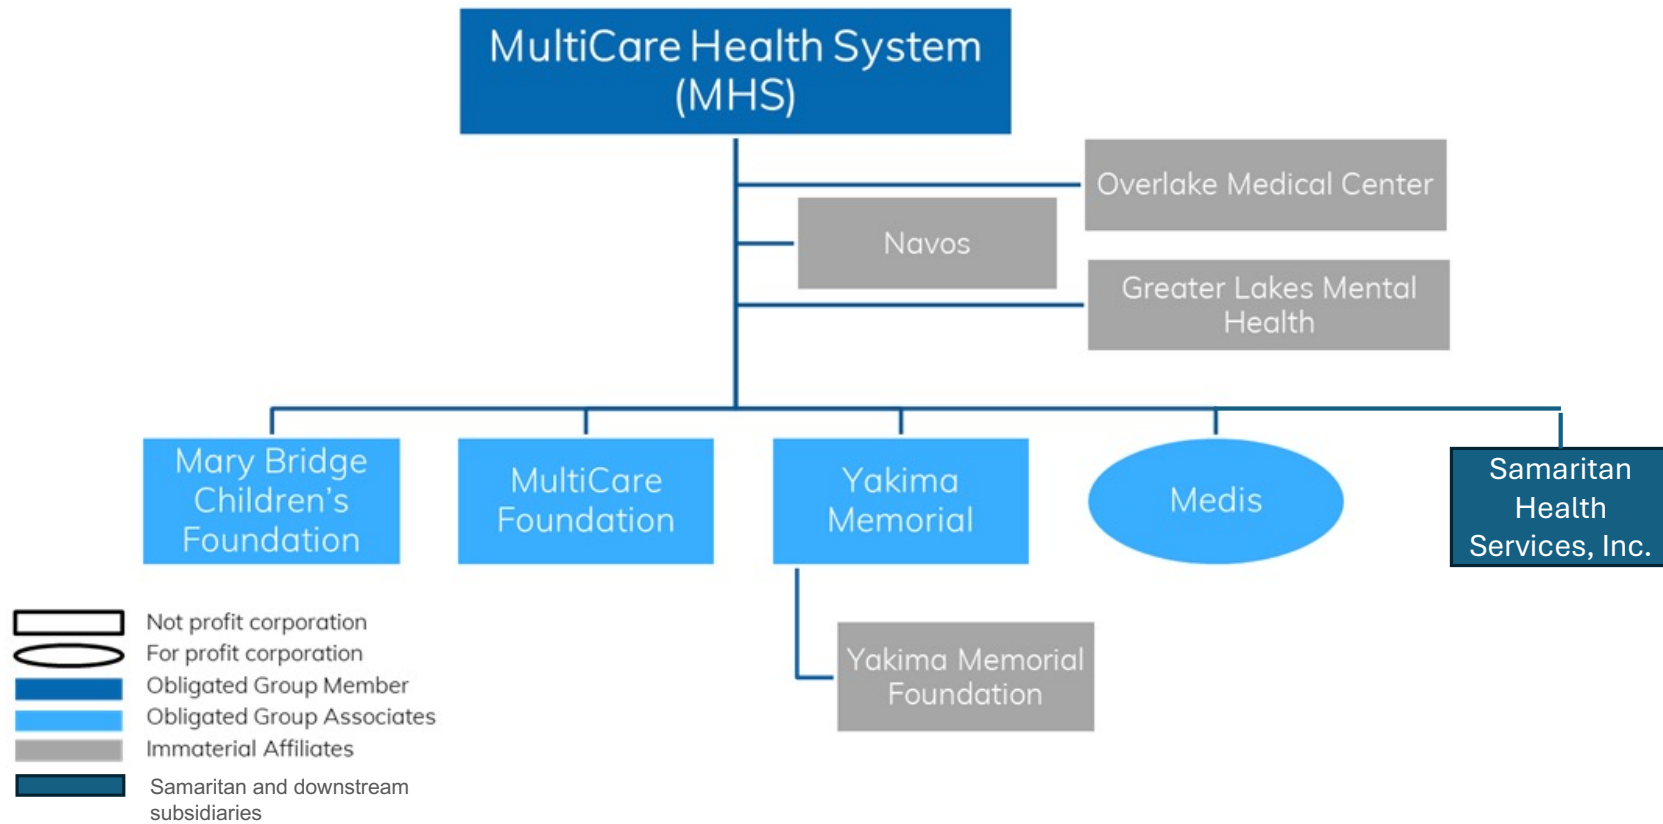 MultiCare Health System
(MHS)
Overlake Medical Center
Navos
Greater Lakes Mental
Health
Mary Bridge
Children's
Foundation
MultiCare
Foundation
Yakima
Memorial
Medis
Samaritan
Health
Services, Inc.
Yakima Memorial
Foundation
Not profit corporation
For profit corporation
Obligated Group Member
Obligated Group Associates
Immaterial Affiliates
Samaritan and downstream
subsidiaries